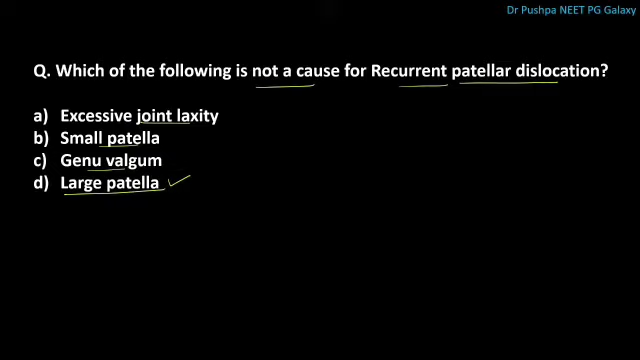 Dr Pushpa NEET PG Galaxy
Q. Which of the following is not a cause for Recurrent patellar dislocation?
a) Excessive joint laxity
b) Small patella
c) Genu valgum
d) Large patella